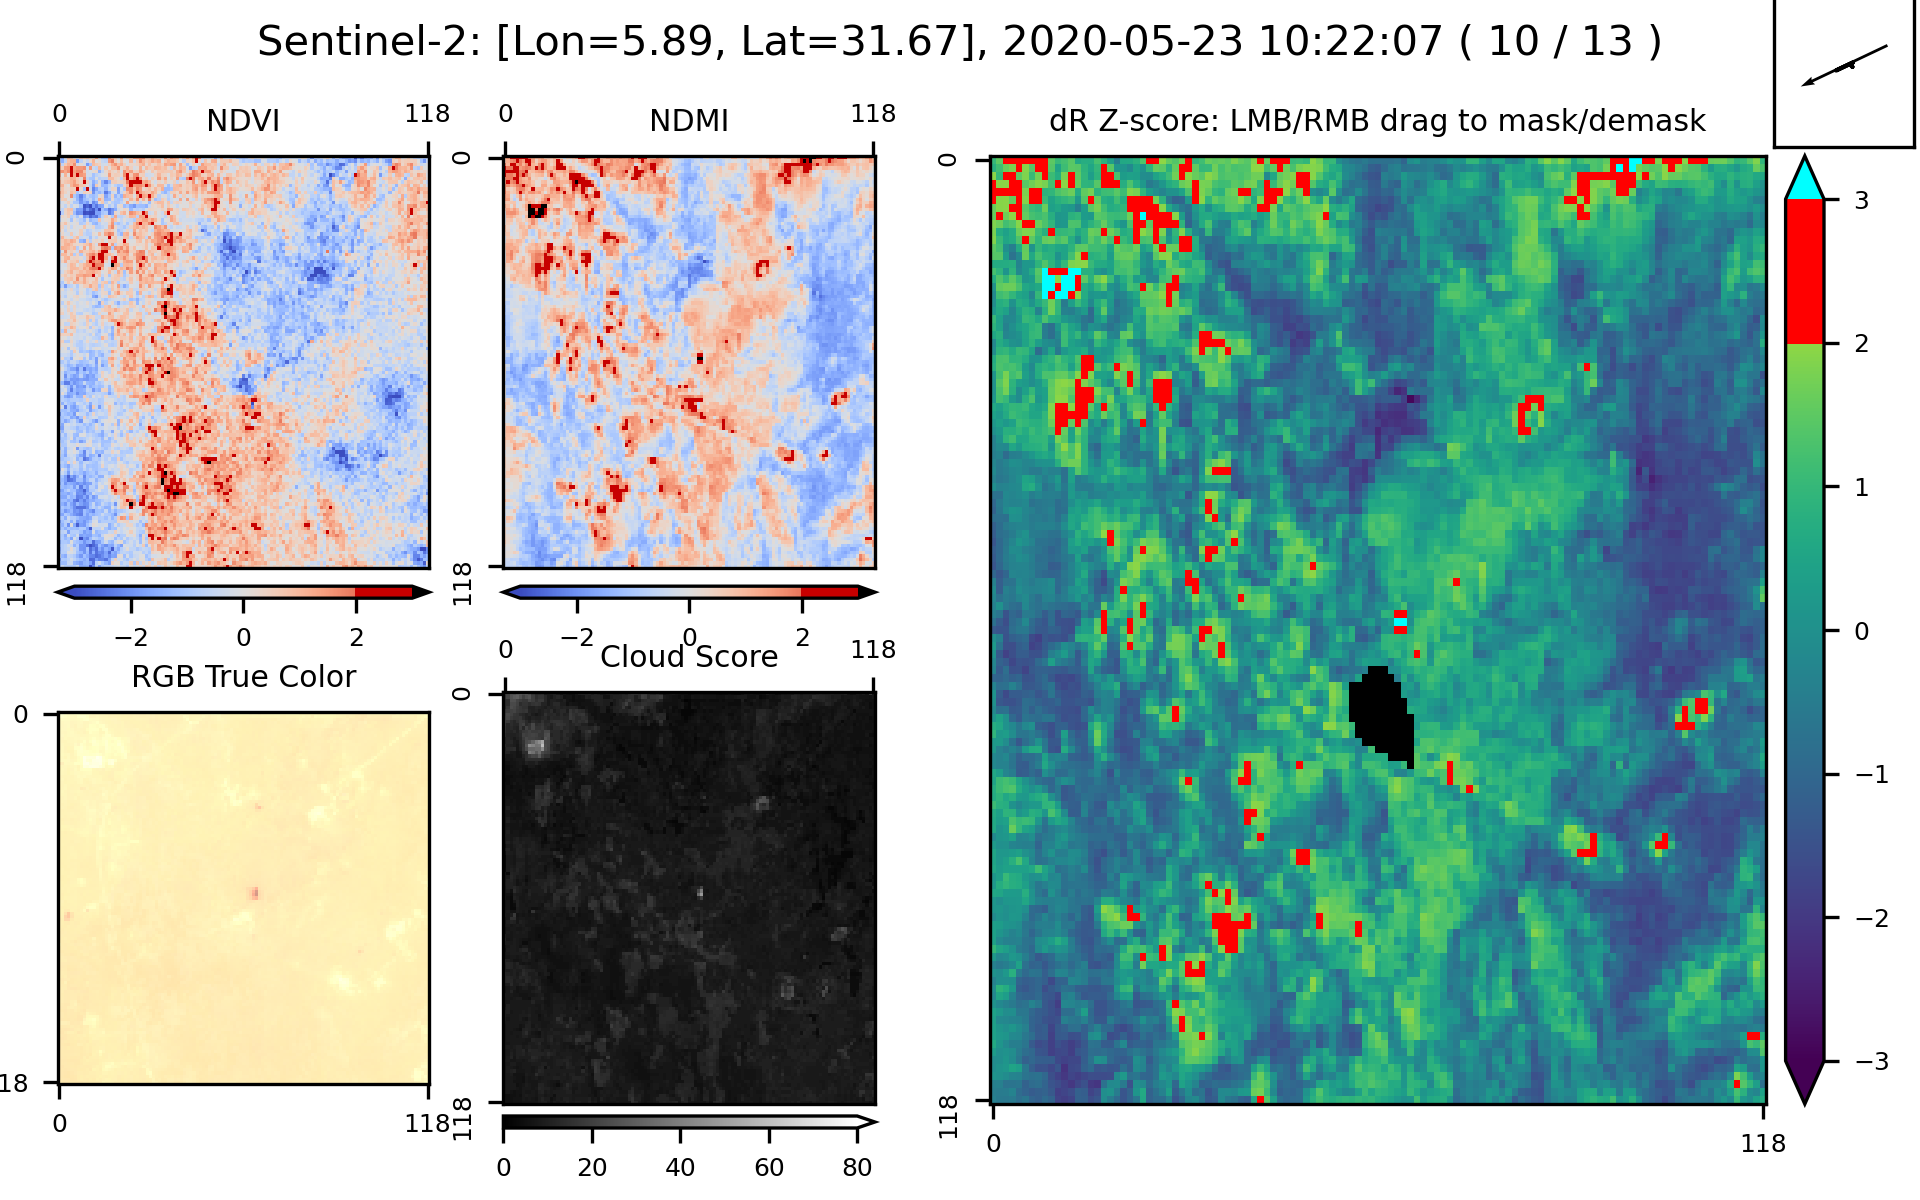 Sentinel-2: [Lon=5.89, Lat=31.67], 2020-05-23 10:22:07 ( 10 / 13 )
0 NDVI 118
0 NDMI 118
dR Z-score: LMB/RMB drag to mask/demask
0
0
0
3
2
1
0
−1
−2
−3
118
118
−2 0 2
−2 0 2
0 Cloud Score 118
RGB True Color
0
0
18
118
118
0 118
0 20 40 60 80
0 118